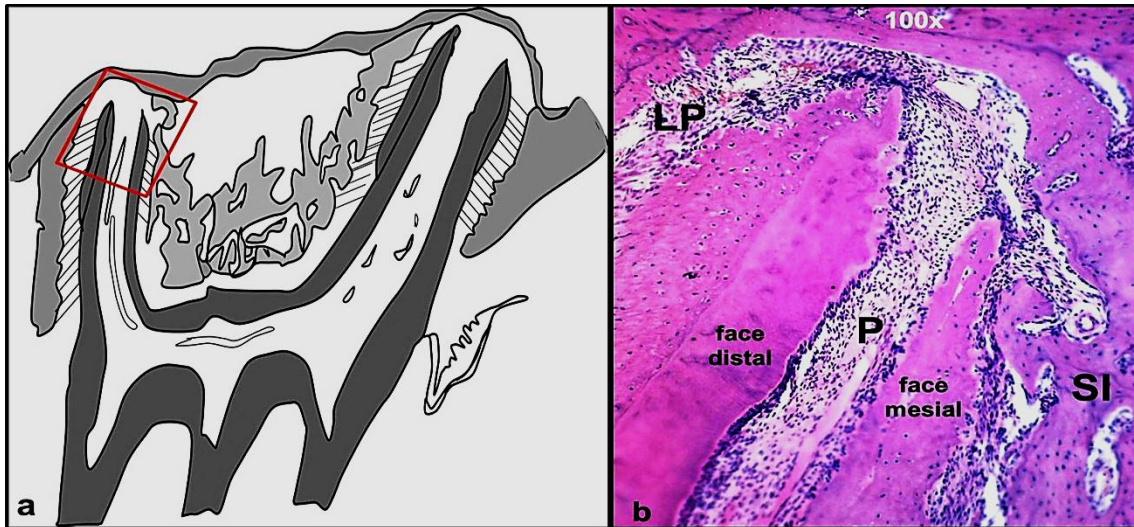 a
100x
LP
face
distal
P
face
mesial
SI
b